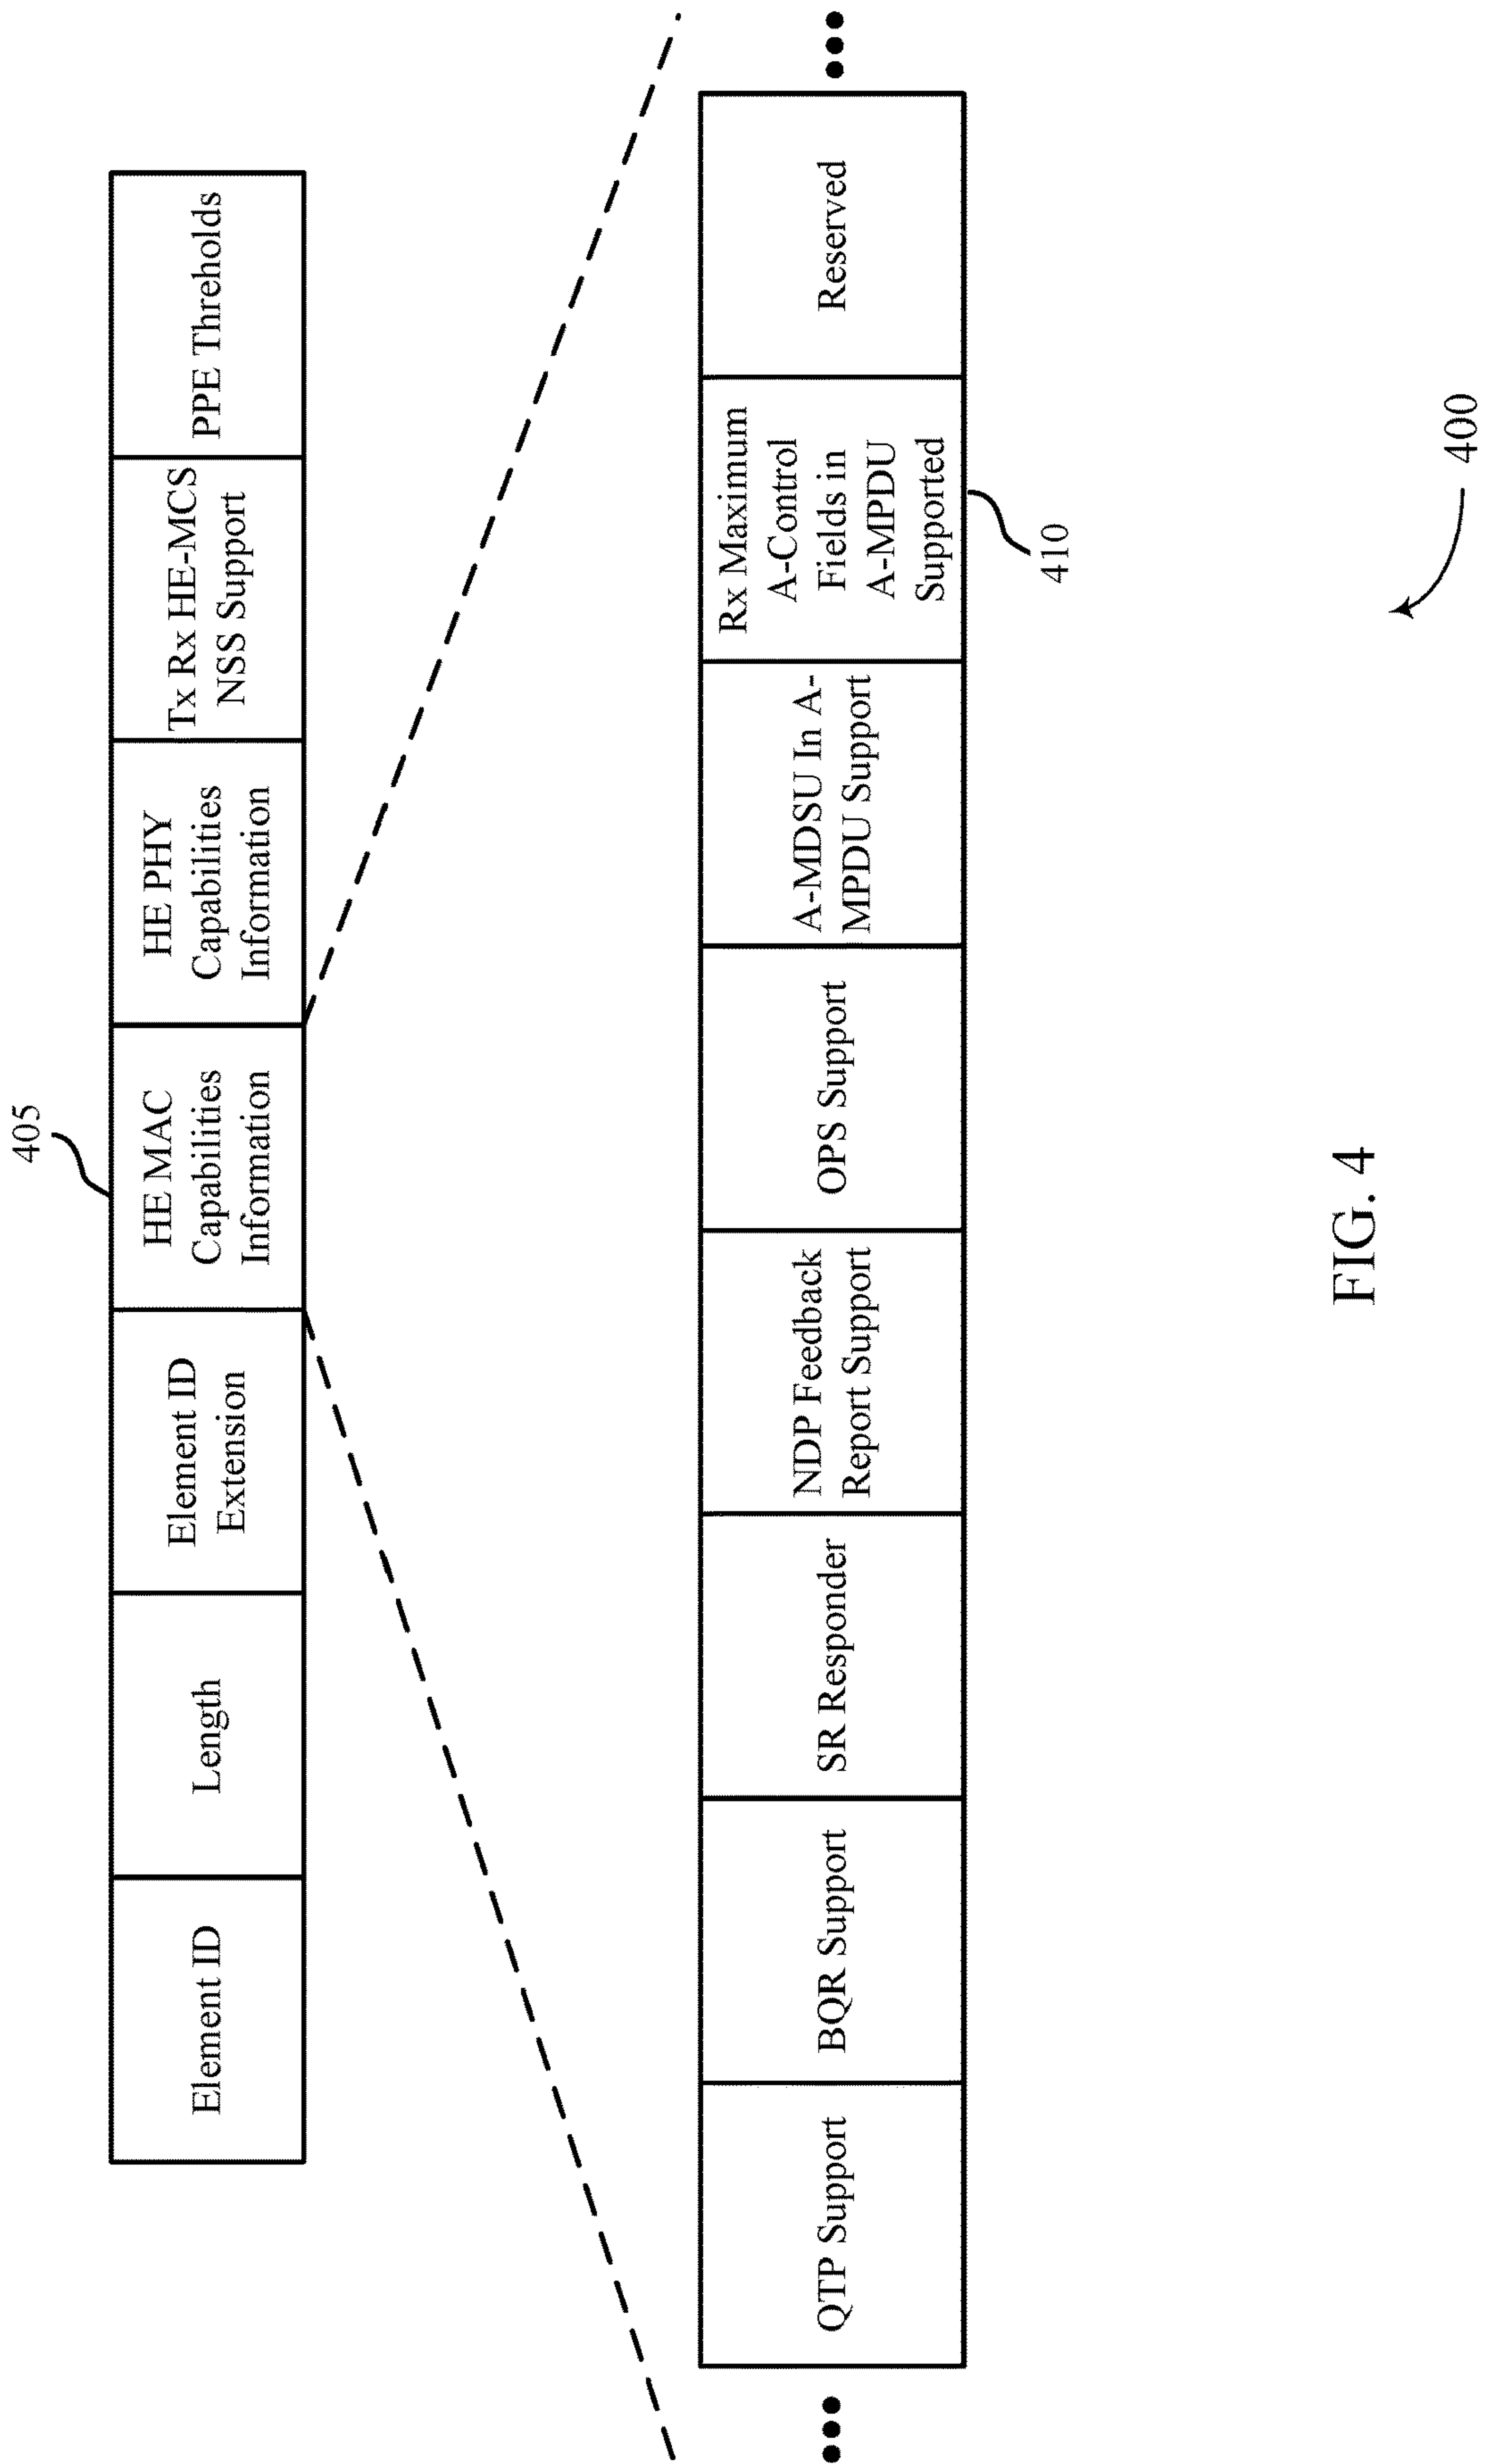 405
Element ID
Length
Element ID
Extension
HE MAC
Capabilities
Information
HE PHY
Capabilities
Information
Tx Rx HE-MCS
NSS Support
PPE Threholds
QTP Support
BQR Support
SR Responder
NDP Feedback
Report Support
OPS Support
A-MDSU In A-
MPDU Support
Rx Maximum
A-Control
Fields in
A-MPDU
Supported
Reserved
410
400
FIG. 4